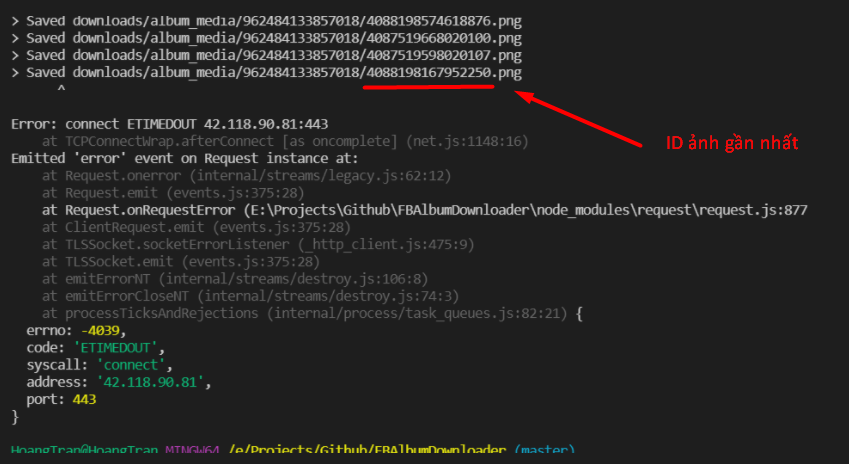 > Saved downloads/album_media/962484133857018/4088198574618876.png
> Saved downloads/album_media/962484133857018/4087519668020100.png
> Saved downloads/album_media/962484133857018/4087519598020107.png
> Saved downloads/album_media/962484133857018/4088198167952250.png
^
ID ảnh gần nhất
Error: connect ETIMEDOUT 42.118.90.81:443
at TCPConnectWrap.afterConnect [as oncomplete] (net.js:1148:16)
Emitted 'error' event on Request instance at:
at Request.onerror (internal/streams/legacy.js:62:12)
at Request.emit (events.js:375:28)
at Request.onRequestError (E:\Projects\Github\FBAlbumDownloader\node_modules\request\request.js:877
at ClientRequest.emit (events.js:375:28)
at TLSSocket.socketErrorListener (_http_client.js:475:9)
at TLSSocket.emit (events.js:375:28)
at emitErrorNT (internal/streams/destroy.js:106:8)
at emitErrorCloseNT (internal/streams/destroy.js:74:3)
at processTicksAndRejections (internal/process/task_queues.js:82:21) {
errno: -4039,
code: 'ETIMEDOUT',
syscall: 'connect',
address: '42.118.90.81',
port: 443
}
HoangTran@HoangTran MINGW64 /e/Projects/Github/FBAlbumDownloader (master)